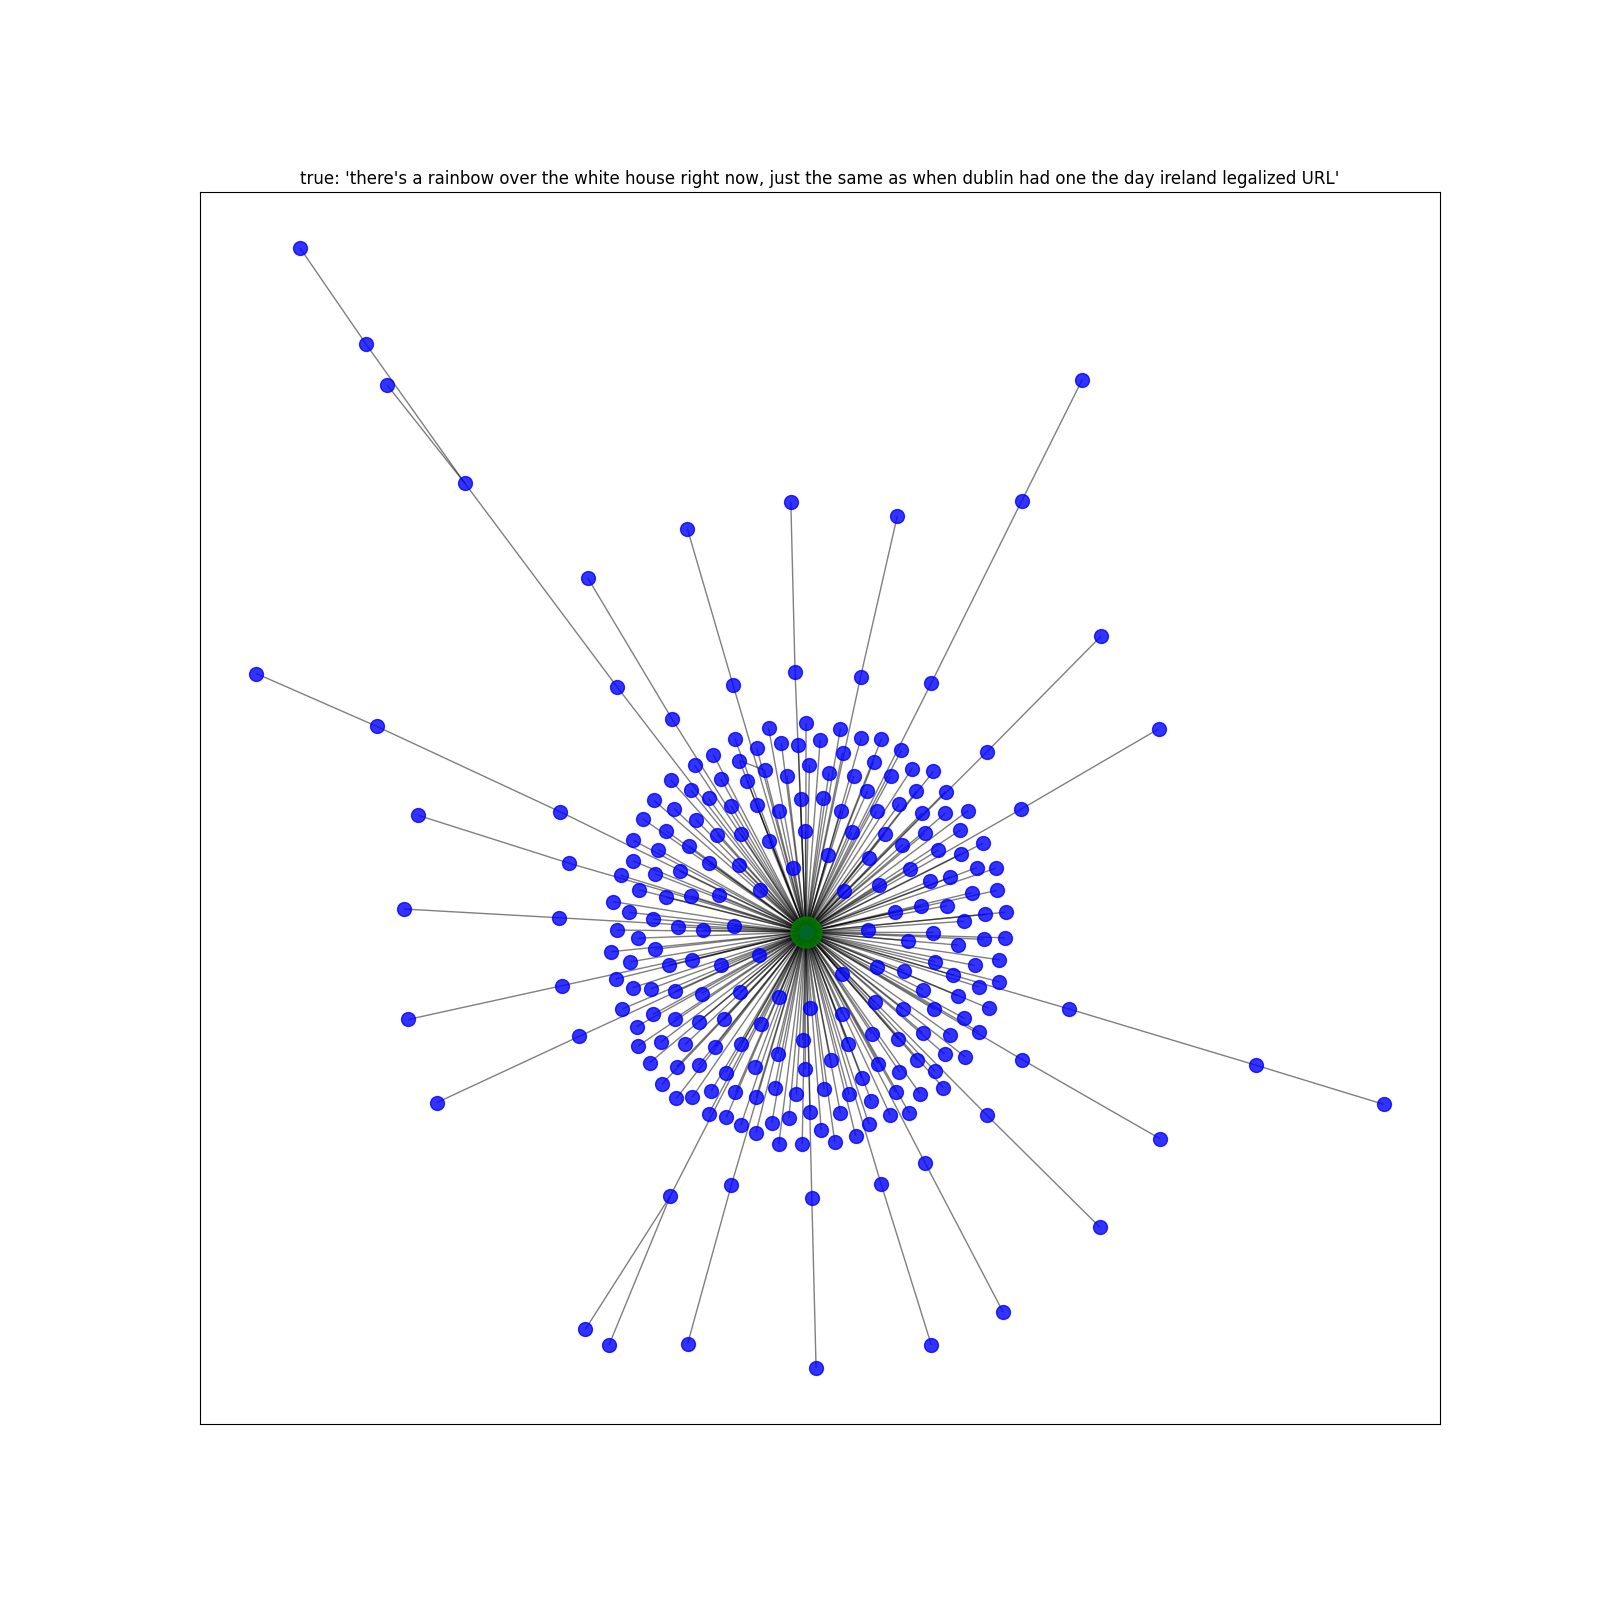 true: 'there's a rainbow over the white house right now, just the same as when dublin had one the day ireland legalized URL'